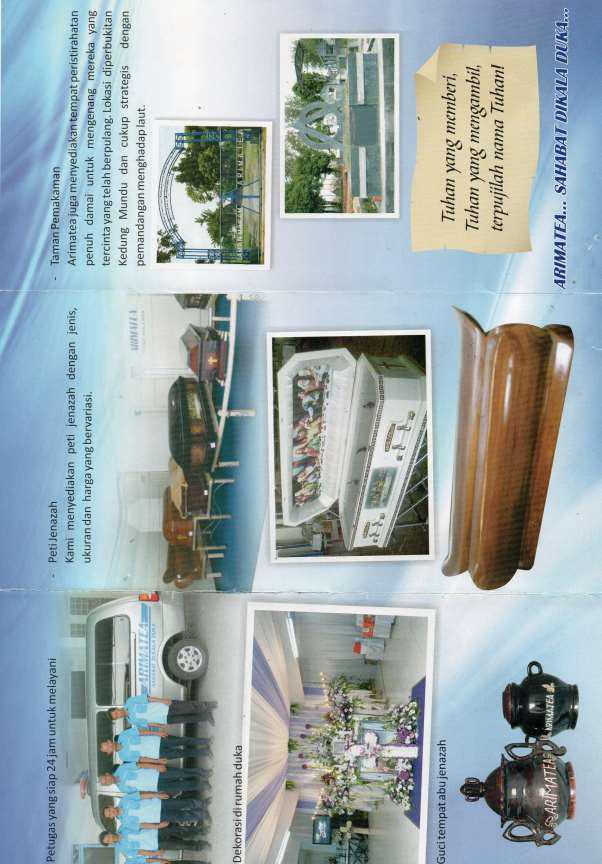 Petugas yang siap 24 jam untuk melayani
ARIMATEA
SAHABAT DIKALA DUKA
Dekorasi di rumah duka
Guci tempat abu jenazah
ARIMATEA
ARIMATEA
- Peti Jenazah
Kami menyediakan peti jenazah dengan jenis,
ukuran dan harga yang bervariasi.
ARIMATEA
- Taman Pemakaman
Arimatea juga menyediakan tempat peristirahatan
penuh damai untuk mengenang mereka yang
tercinta yang telah berpulang. Lokasi diperbukitan
Kedung Mundu dan cukup strategis dengan
pemandangan menghadap laut.
Tuhan yang memberi,
Tuhan yang mengambil,
terpujilah nama Tuhan!
ARIMATEA... SAHABAT DIKALA DUKA...